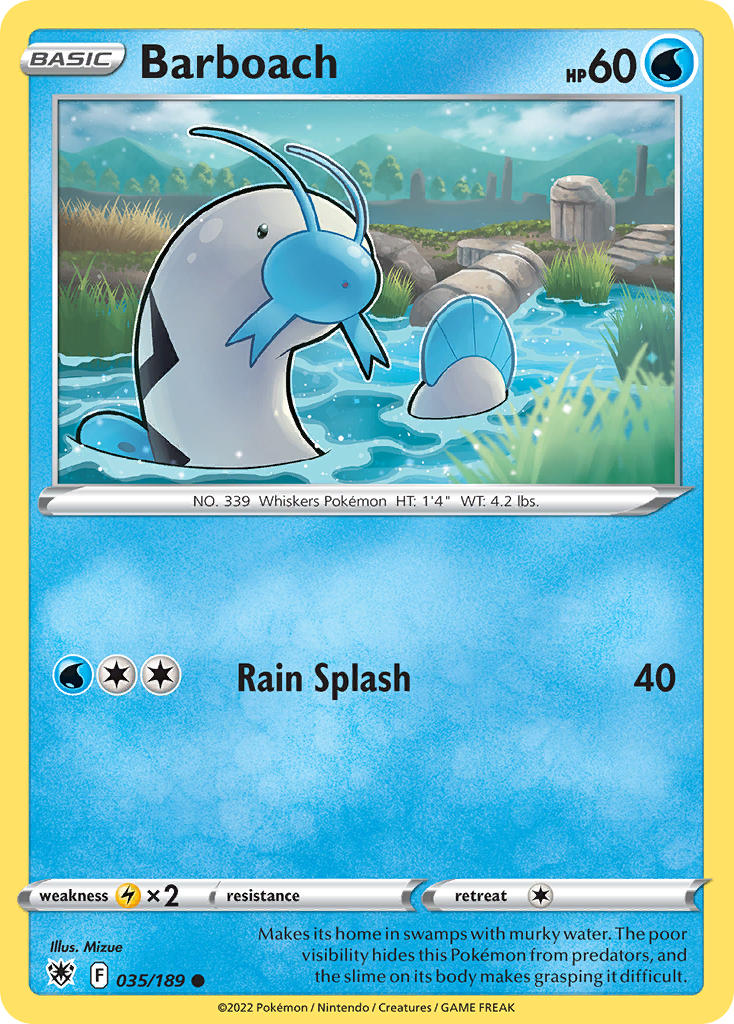 BASIC Barboach HP60
NO. 339 Whiskers Pokémon HT: 1'4" WT: 4.2 lbs.
Rain Splash 40
weakness ×2 resistance retreat
Illus. Mizue
Makes its home in swamps with murky water. The poor
visibility hides this Pokémon from predators, and
the slime on its body makes grasping it difficult.
F 035/189
©2022 Pokémon / Nintendo / Creatures / GAME FREAK